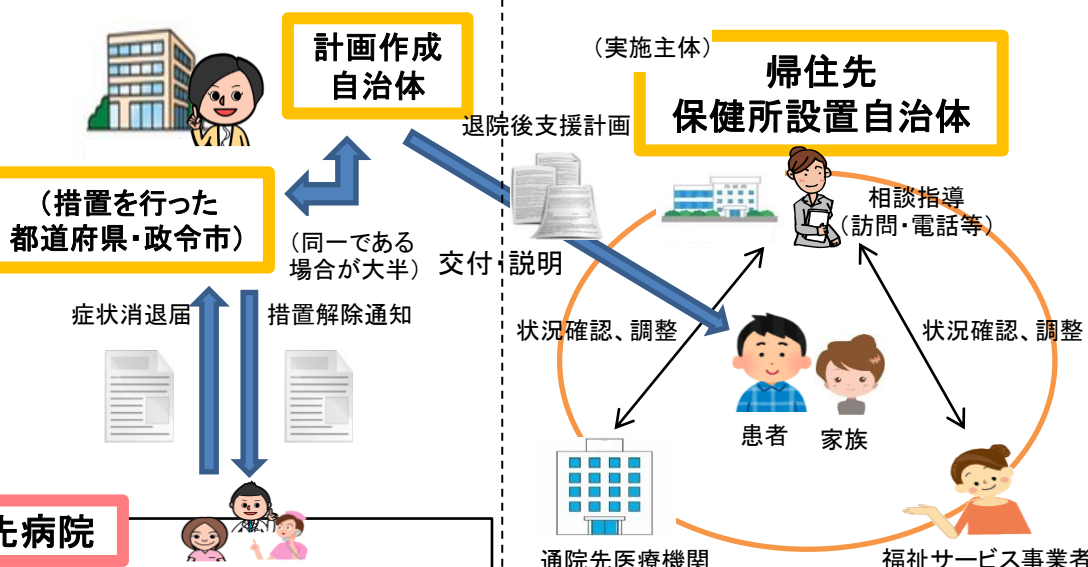 計画作成
自治体
(措置を行った
都道府県・政令市)
(同一である
場合が大半)
症状消退届
措置解除通知
先病院
退院後支援計画
交付・説明
(実施主体)
帰住先
保健所設置自治体
相談指導
(訪問・電話等)
状況確認、調整
状況確認、調整
患者
家族
通院先医療機関
福祉サービス事業者